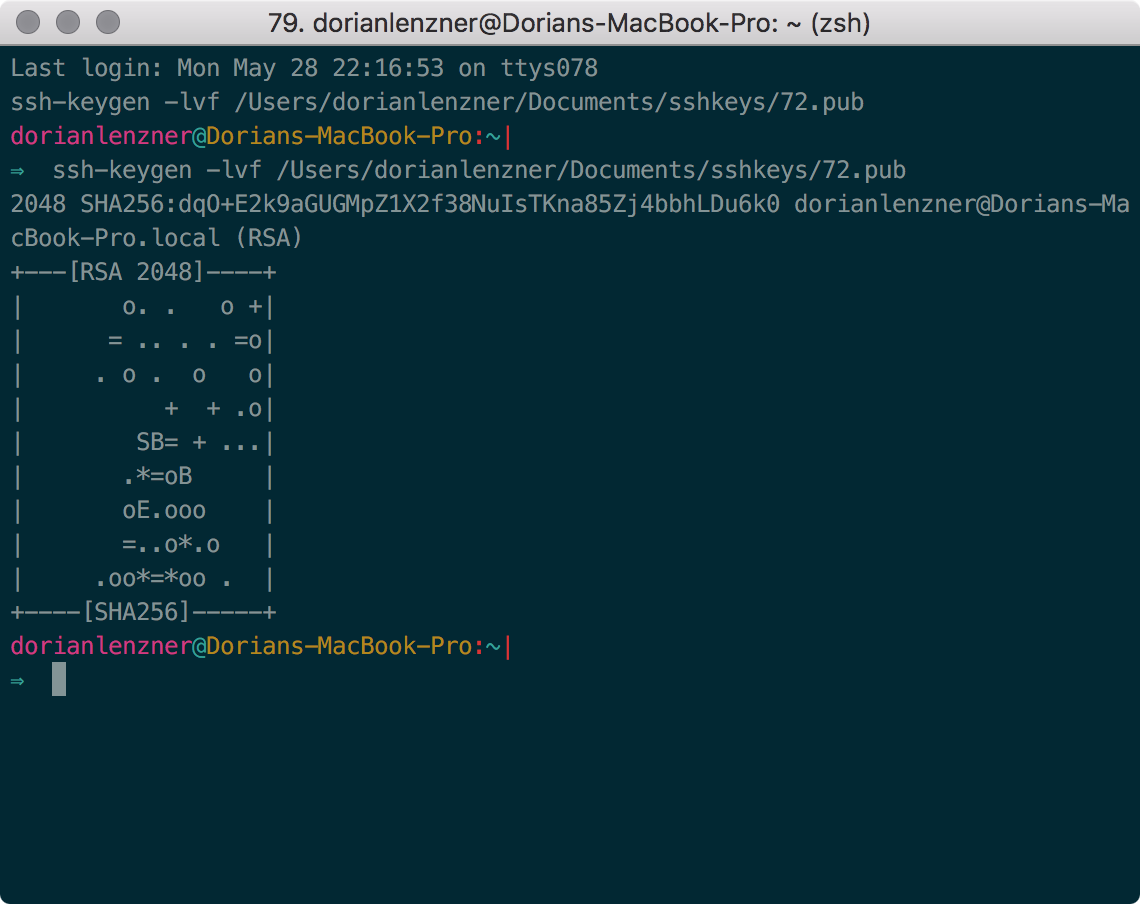 79. dorianlenzner@Dorians-MacBook-Pro: ~ (zsh)
Last login: Mon May 28 22:16:53 on ttys078
ssh-keygen -lvf /Users/dorianlenzner/Documents/sshkeys/72.pub
dorianlenzner@Dorians-MacBook-Pro:~|
⇒  ssh-keygen -lvf /Users/dorianlenzner/Documents/sshkeys/72.pub
2048 SHA256:dqO+E2k9aGUGMpZ1X2f38NuIsTKna85Zj4bbhLDu6k0 dorianlenzner@Dorians-Ma
cBook-Pro.local (RSA)
+---[RSA 2048]----+
|       o. .   o +|
|      = .. . . =o|
|     . o .  o   o|
|          +  + .o|
|        SB= + ...|
|       .*=oB     |
|       oE.ooo    |
|       =..o*.o   |
|     .oo*=*oo .  |
+----[SHA256]-----+
dorianlenzner@Dorians-MacBook-Pro:~|
⇒